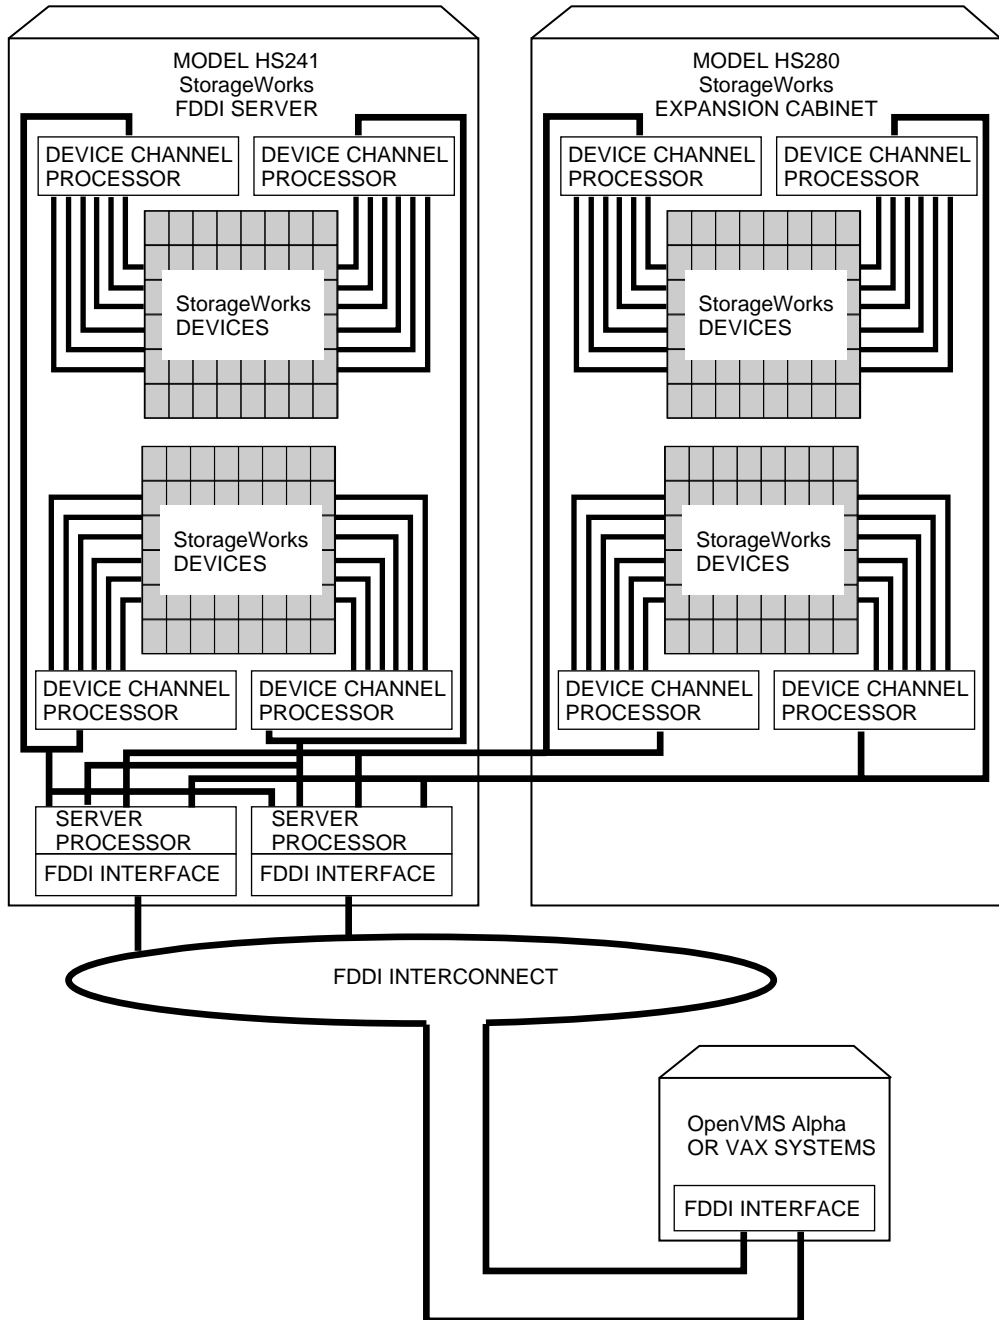 MODEL HS241
StorageWorks
FDDI SERVER
DEVICE CHANNEL
PROCESSOR
DEVICE CHANNEL
PROCESSOR
StorageWorks
DEVICES
StorageWorks
DEVICES
DEVICE CHANNEL
PROCESSOR
DEVICE CHANNEL
PROCESSOR
SERVER
PROCESSOR
FDDI INTERFACE
SERVER
PROCESSOR
FDDI INTERFACE
MODEL HS280
StorageWorks
EXPANSION CABINET
DEVICE CHANNEL
PROCESSOR
DEVICE CHANNEL
PROCESSOR
StorageWorks
DEVICES
StorageWorks
DEVICES
DEVICE CHANNEL
PROCESSOR
DEVICE CHANNEL
PROCESSOR
FDDI INTERCONNECT
OpenVMS Alpha
OR VAX SYSTEMS
FDDI INTERFACE